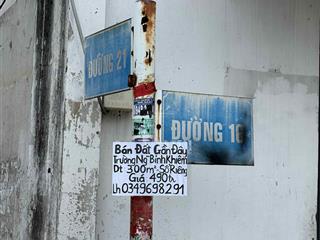 ĐƯỜNG 21
ĐƯỜNG 10
Bán Đất Gần Đây
Trường Ng Bỉnh Khiêm
Dt 300m² Sổ Riêng
Giá 490tr
LH 0349698291